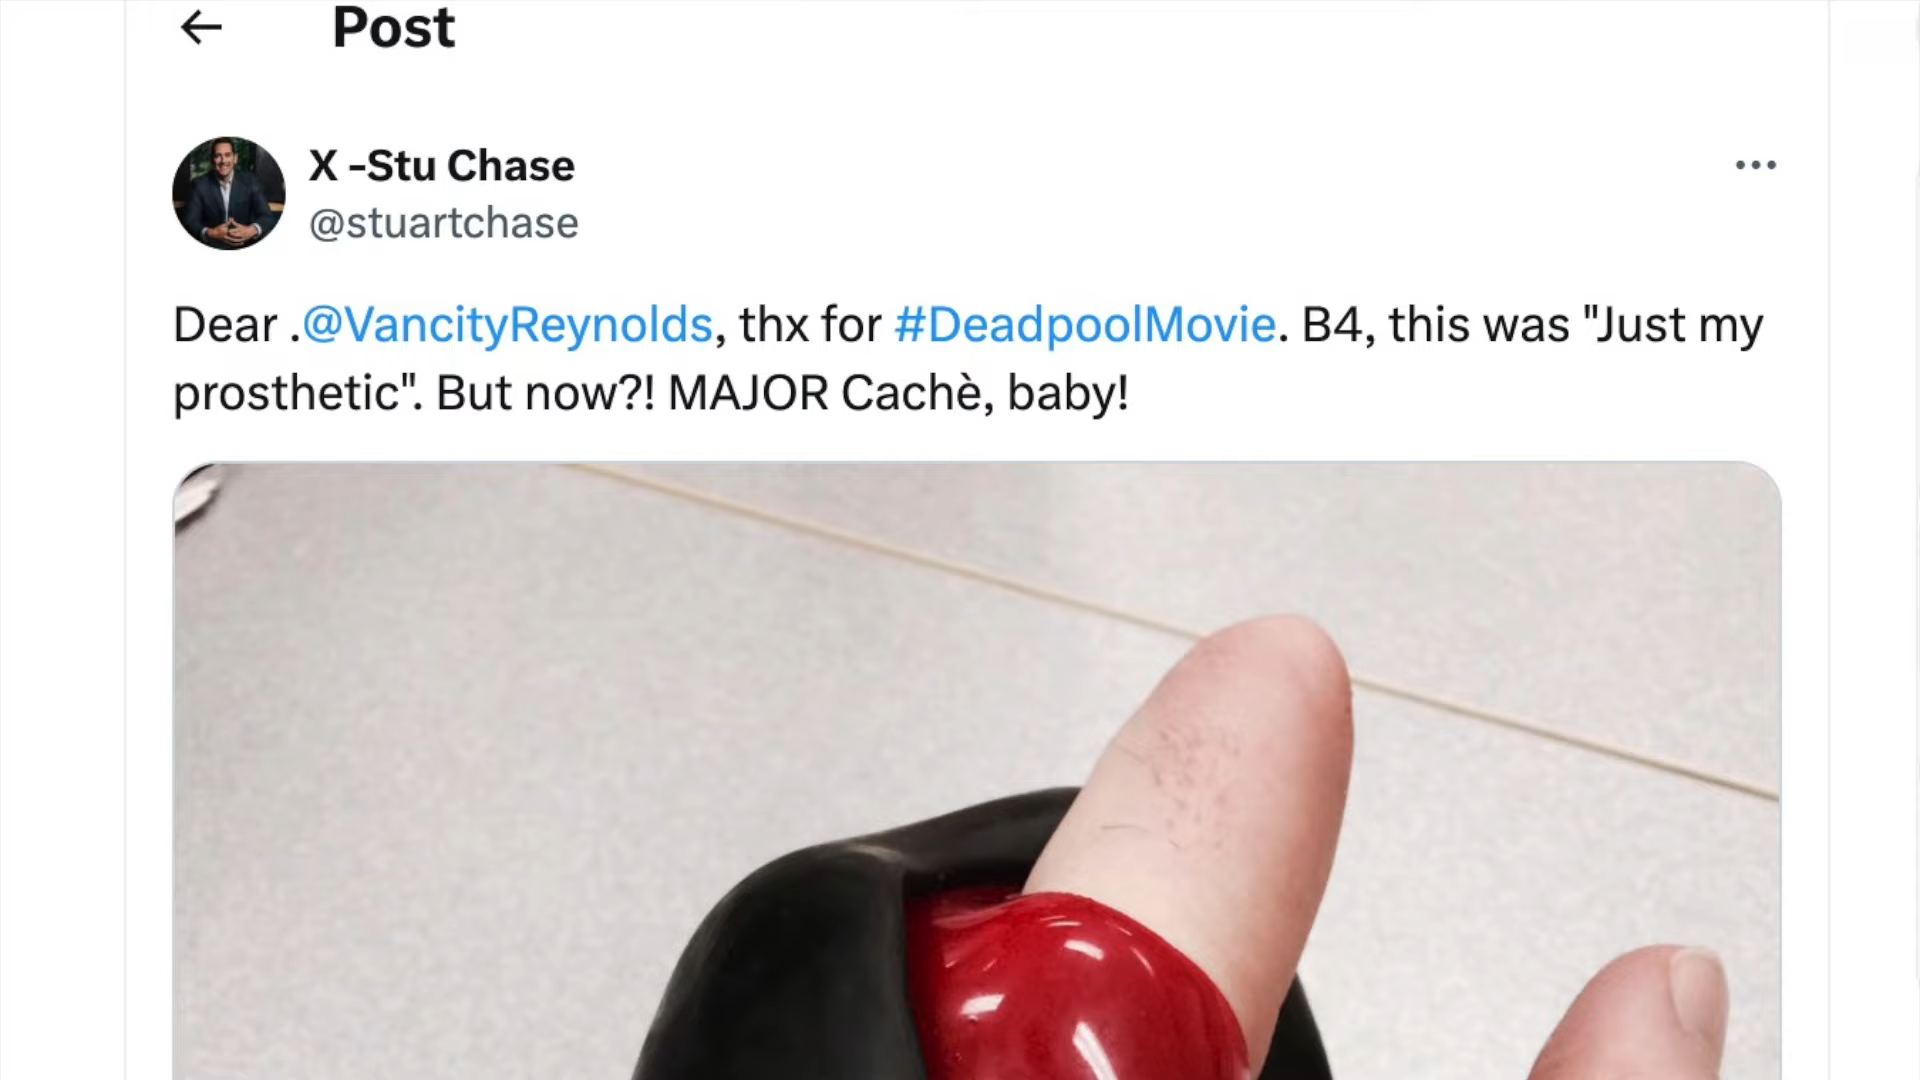 Post
X -Stu Chase
@stuartchase
Dear .@VancityReynolds, thx for #DeadpoolMovie. B4, this was "Just my
prosthetic". But now?! MAJOR Cachè, baby!